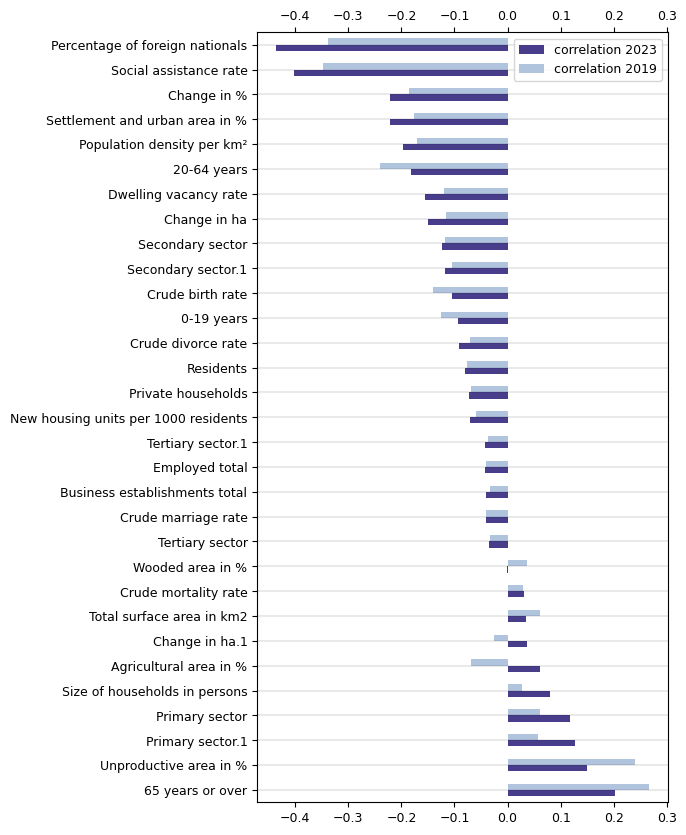 −0.4 −0.3 −0.2 −0.1 0.0 0.1 0.2 0.3
correlation 2023
correlation 2019
Percentage of foreign nationals
Social assistance rate
Change in %
Settlement and urban area in %
Population density per km²
20-64 years
Dwelling vacancy rate
Change in ha
Secondary sector
Secondary sector.1
Crude birth rate
0-19 years
Crude divorce rate
Residents
Private households
New housing units per 1000 residents
Tertiary sector.1
Employed total
Business establishments total
Crude marriage rate
Tertiary sector
Wooded area in %
Crude mortality rate
Total surface area in km2
Change in ha.1
Agricultural area in %
Size of households in persons
Primary sector
Primary sector.1
Unproductive area in %
65 years or over
−0.4 −0.3 −0.2 −0.1 0.0 0.1 0.2 0.3